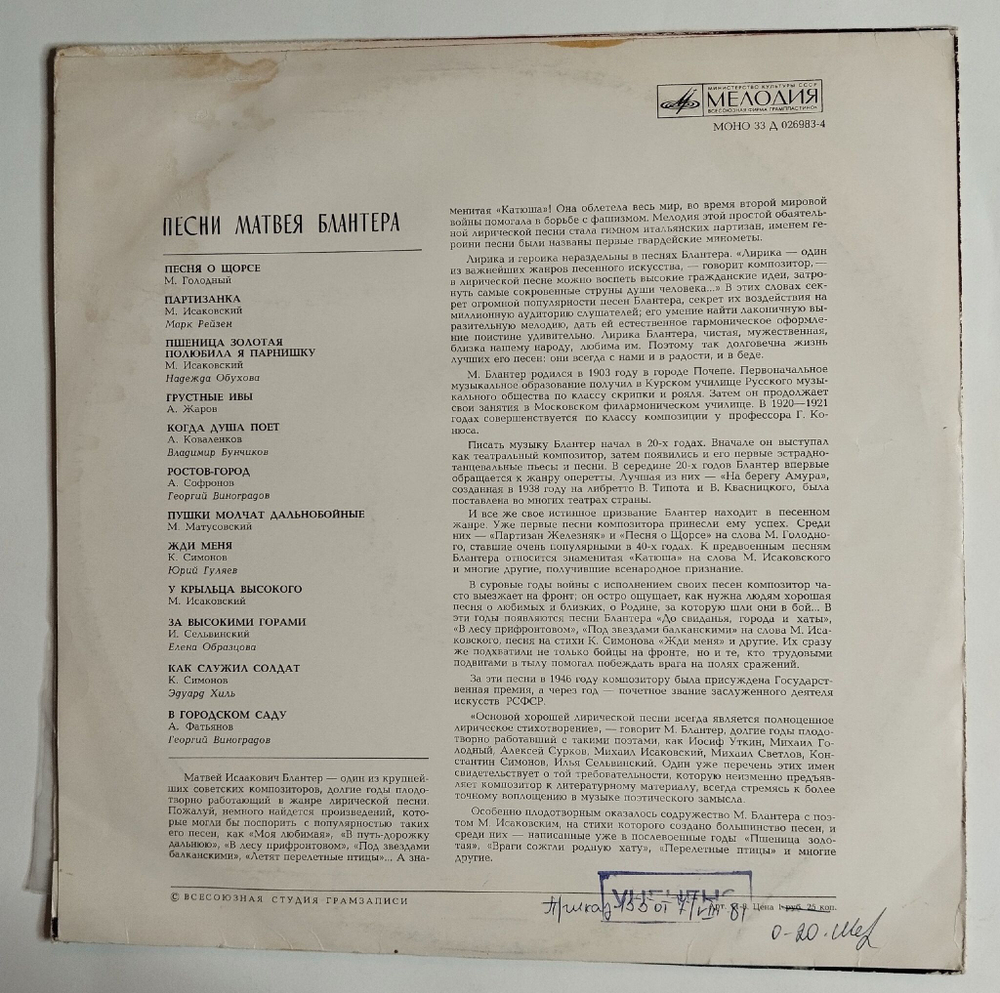 МИНИСТЕРСТВО КУЛЬТУРЫ СССР
МЕЛОДИЯ
ВСЕСОЮЗНАЯ ФИРМА ГРАМПЛАСТИНОК
МОНО 33 Д 026983-4
ПЕСНИ МАТВЕЯ БЛАНТЕРА
ПЕСНЯ О ЩОРСЕ
М. Голодный
ПАРТИЗАНКА
М. Исаковский
Марк Рейзен
ПШЕНИЦА ЗОЛОТАЯ
ПОЛЮБИЛА Я ПАРНИШКУ
М. Исаковский
Надежда Обухова
ГРУСТНЫЕ ИВЫ
А. Жаров
КОГДА ДУША ПОЕТ
А. Коваленков
Владимир Бунчиков
РОСТОВ-ГОРОД
А. Софронов
Георгий Виноградов
ПУШКИ МОЛЧАТ ДАЛЬНОБОЙНЫЕ
М. Матусовский
ЖДИ МЕНЯ
К. Симонов
Юрий Гуляев
У КРЫЛЬЦА ВЫСОКОГО
М. Исаковский
ЗА ВЫСОКИМИ ГОРАМИ
И. Сельвинский
Елена Образцова
КАК СЛУЖИЛ СОЛДАТ
К. Симонов
Эдуард Хиль
В ГОРОДСКОМ САДУ
А. Фатьянов
Георгий Виноградов
Матвей Исаакович Блантер — один из крупней-
ших советских композиторов, долгие годы плодо-
творно работающий в жанре лирической песни.
Пожалуй, немного найдется произведений, кото-
рые могли бы поспорить с популярностью таких
его песен, как «Моя любимая», «В путь-дорожку
дальнюю», «В лесу прифронтовом», «Под звездами
балканскими», «Летят перелетные птицы»... А зна-
менитая «Катюша»! Она облетела весь мир, во время второй мировой
войны помогала в борьбе с фашизмом. Мелодия этой простой обаятель-
ной лирической песни стала гимном итальянских партизан, именем ге-
роини песни были названы первые гвардейские минометы.
Лирика и героика нераздельны в песнях Блантера. «Лирика — один
из важнейших жанров песенного искусства, — говорит композитор, —
в лирической песне можно воспеть высокие гражданские идеи, затро-
нуть самые сокровенные струны души человека...» В этих словах сек-
рет огромной популярности песен Блантера, секрет их воздействия на
миллионную аудиторию слушателей; его умение найти лаконичную вы-
разительную мелодию, дать ей естественное гармоническое оформле-
ние поистине удивительно. Лирика Блантера, чистая, мужественная,
близка нашему народу, любима им. Поэтому так долговечна жизнь
лучших его песен: они всегда с нами и в радости, и в беде.
М. Блантер родился в 1903 году в городе Почепе. Первоначальное
музыкальное образование получил в Курском училище Русского музы-
кального общества по классу скрипки и рояля. Затем он продолжает
свои занятия в Московском филармоническом училище. В 1920—1921
годах совершенствуется по классу композиции у профессора Г. Ко-
нюса.
Писать музыку Блантер начал в 20-х годах. Вначале он выступал
как театральный композитор, затем появились и его первые эстрадно-
танцевальные пьесы и песни. В середине 20-х годов Блантер впервые
обращается к жанру оперетты. Лучшая из них — «На берегу Амура»,
созданная в 1938 году на либретто В. Типота и В. Квасницкого, была
поставлена во многих театрах страны.
И все же свое истинное призвание Блантер находит в песенном
жанре. Уже первые песни композитора принесли ему успех. Среди
них — «Партизан Железняк» и «Песня о Щорсе» на слова М. Голодно-
го, ставшие очень популярными в 40-х годах. К предвоенным песням
Блантера относится знаменитая «Катюша» на слова М. Исаковского
и многие другие, получившие всенародное признание.
В суровые годы войны с исполнением своих песен композитор ча-
сто выезжает на фронт; он остро ощущает, как нужна людям хорошая
песня о любимых и близких, о Родине, за которую шли они в бой... В
эти годы появляются песни Блантера «До свиданья, города и хаты»,
«В лесу прифронтовом», «Под звездами балканскими» на слова М. Иса-
ковского, песня на стихи К. Симонова «Жди меня» и другие. Их сразу
же подхватили не только бойцы на фронте, но и те, кто трудовыми
подвигами в тылу помогал побеждать врага на полях сражений.
За эти песни в 1946 году композитору была присуждена Государст-
венная премия, а через год — почетное звание заслуженного деятеля
искусств РСФСР.
«Основой хорошей лирической песни всегда является полноценное
лирическое стихотворение», — говорит М. Блантер, долгие годы плодо-
творно работавший с такими поэтами, как Иосиф Уткин, Михаил Го-
лодный, Алексей Сурков, Михаил Исаковский, Михаил Светлов, Кон-
стантин Симонов, Илья Сельвинский. Один уже перечень этих имен
свидетельствует о той требовательности, которую неизменно предъяв-
ляет композитор к литературному материалу, всегда стремясь к более
точному воплощению в музыке поэтического замысла.
Особенно плодотворным оказалось содружество М. Блантера с поэ-
том М. Исаковским, на стихи которого создано большинство песен, и
среди них — написанные уже в послевоенные годы «Пшеница золо-
тая», «Враги сожгли родную хату», «Перелетные птицы» и многие
другие.
© ВСЕСОЮЗНАЯ СТУДИЯ ГРАМЗАПИСИ
Цена 1 руб. 25 коп.
Приказ 155 от 7/VIII 81
0-20